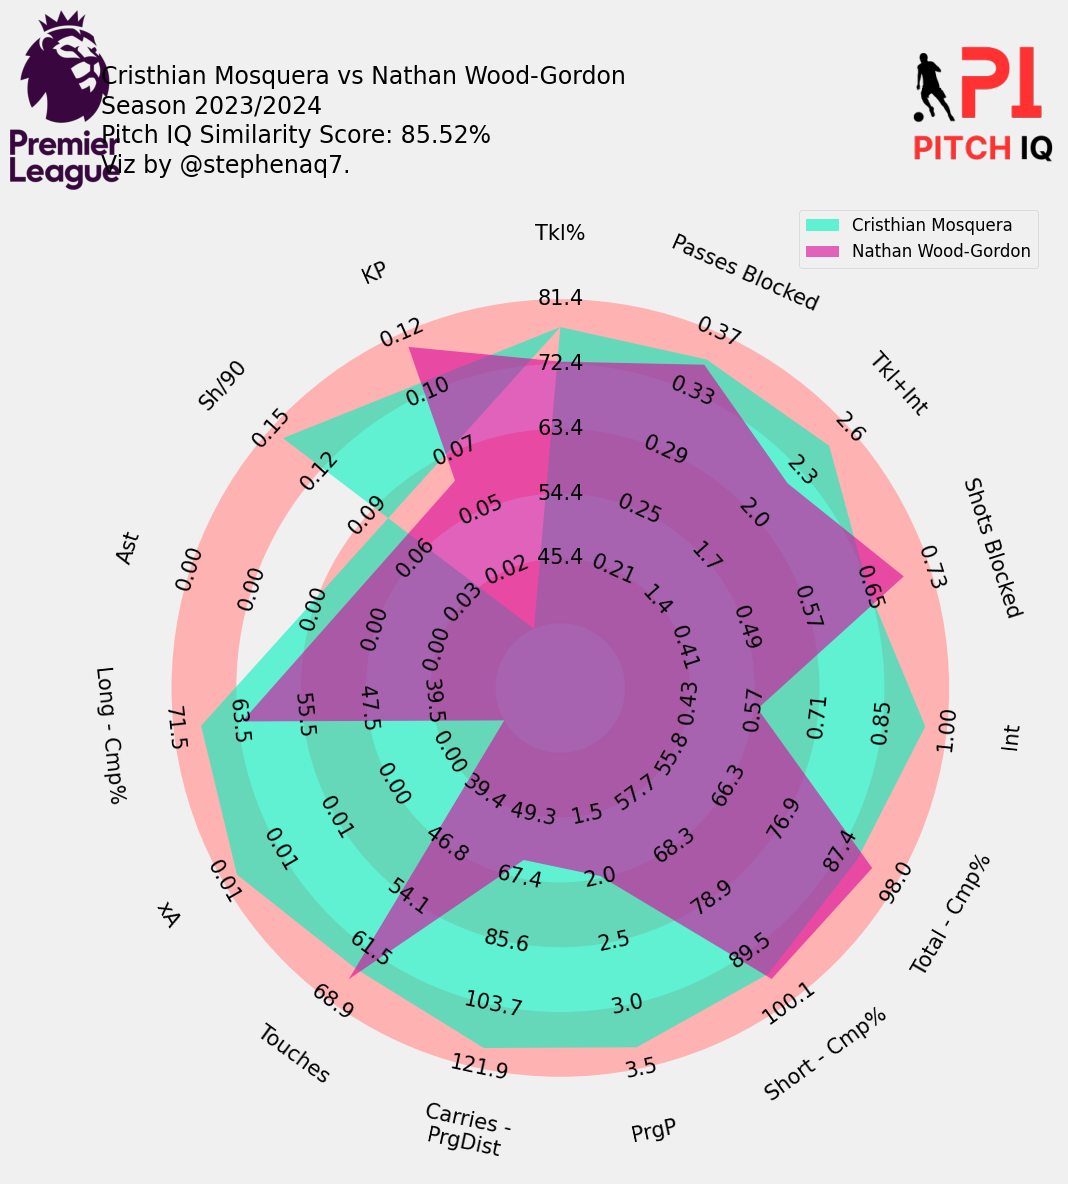 Cristhian Mosquera vs Nathan Wood-Gordon
Season 2023/2024
Pitch IQ Similarity Score: 85.52%
Viz by @stephenaq7.
Premier
League
PI
PITCH IQ
Cristhian Mosquera
Nathan Wood-Gordon
Tkl%
81.4
72.4
63.4
54.4
45.4
Passes Blocked
0.37
0.33
0.29
0.25
0.21
Tkl+Int
2.6
2.3
2.0
1.7
1.4
Shots Blocked
0.73
0.65
0.57
0.49
0.41
Int
1.00
0.85
0.71
0.57
0.43
Total - Cmp%
98.0
87.4
76.9
66.3
55.8
Short - Cmp%
100.1
89.5
78.9
68.3
57.7
PrgP
3.5
3.0
2.5
2.0
1.5
Carries -
PrgDist
121.9
103.7
85.6
67.4
49.3
Touches
68.9
61.5
54.1
46.8
39.4
xA
0.01
0.01
0.01
0.00
0.00
Long - Cmp%
71.5
63.5
55.5
47.5
39.5
Ast
0.00
0.00
0.00
0.00
0.00
Sh/90
0.15
0.12
0.09
0.06
0.03
KP
0.12
0.10
0.07
0.05
0.02